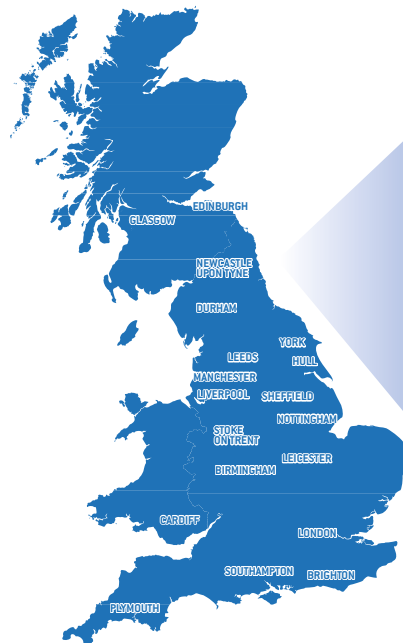 EDINBURGH
GLASGOW
NEWCASTLE
UPON TYNE
DURHAM
YORK
LEEDS
HULL
MANCHESTER
LIVERPOOL
SHEFFIELD
NOTTINGHAM
STOKE
ON TRENT
LEICESTER
BIRMINGHAM
CARDIFF
LONDON
SOUTHAMPTON
BRIGHTON
PLYMOUTH